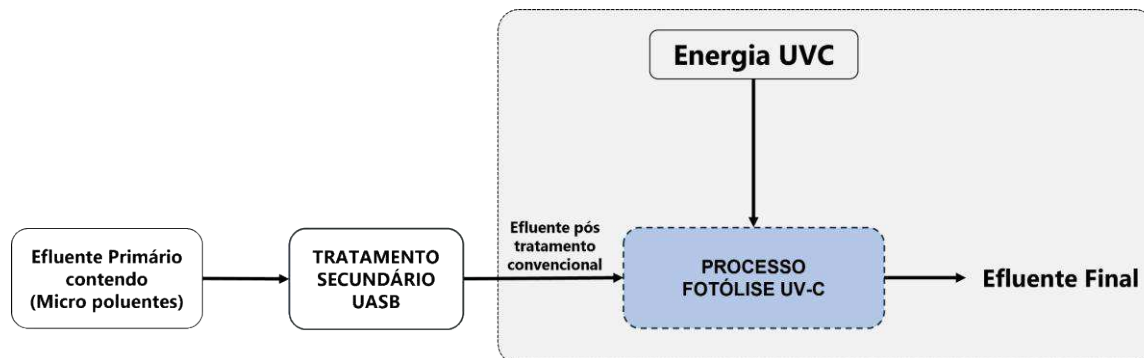 Energia UVC
Efluente Primário
contendo
(Micro poluentes)
TRATAMENTO
SECUNDÁRIO
UASB
Efluente pós
tratamento
convencional
PROCESSO
FOTÓLISE UV-C
Efluente Final